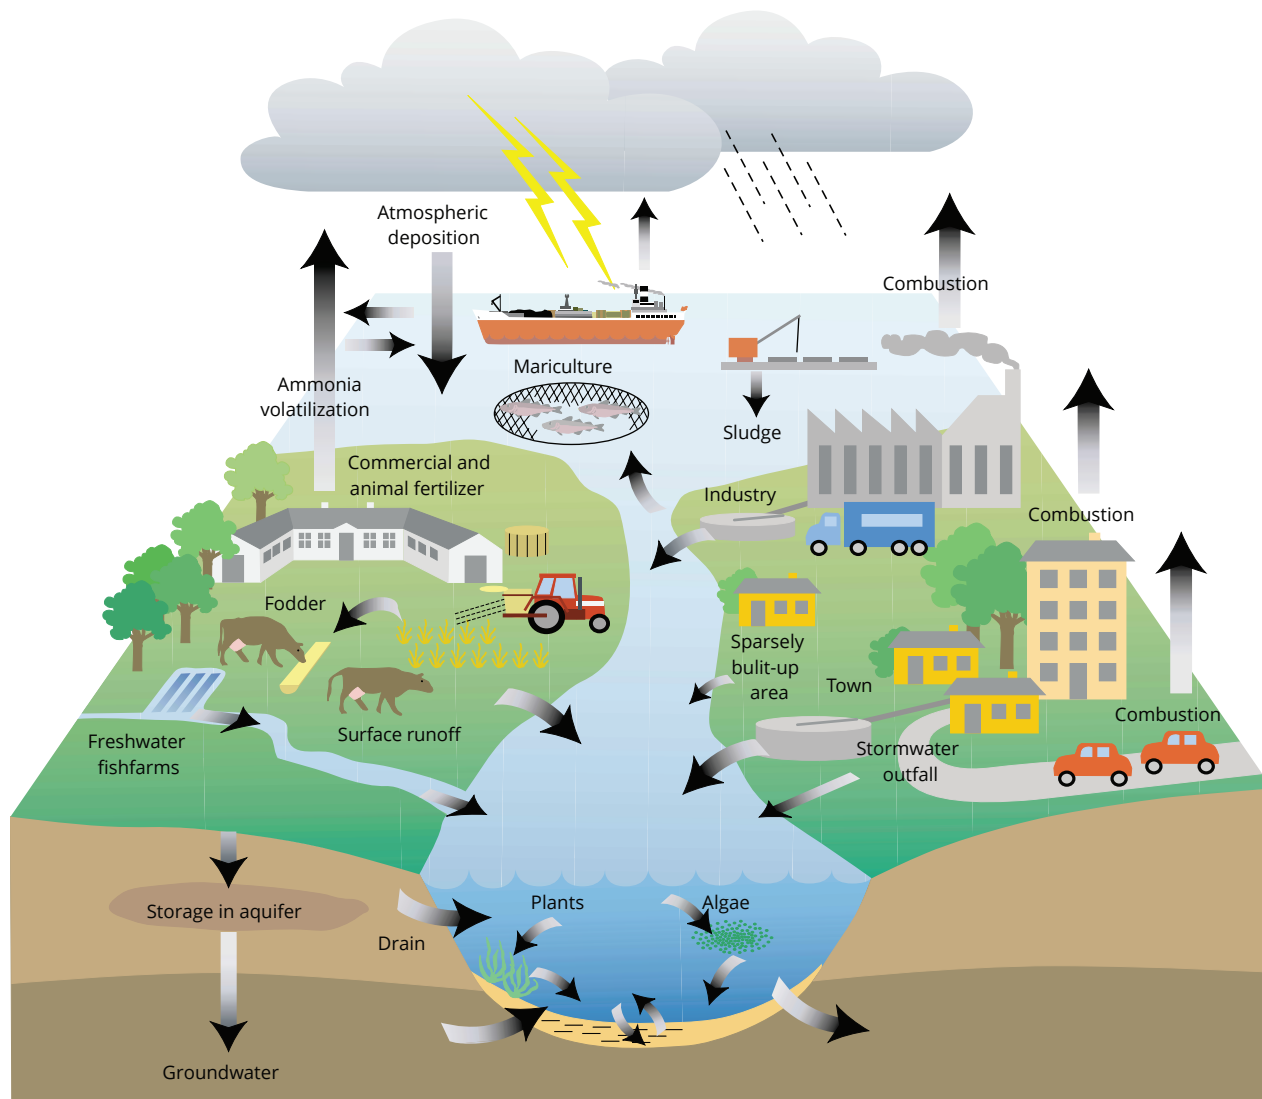 Atmospheric
deposition
Combustion
Mariculture
Ammonia
volatilization
Sludge
Commercial and
animal fertilizer
Industry
Combustion
Fodder
Sparsely
bulit-up
area
Town
Combustion
Surface runoff
Freshwater
fishfarms
Stormwater
outfall
Plants
Algae
Storage in aquifer
Drain
Groundwater